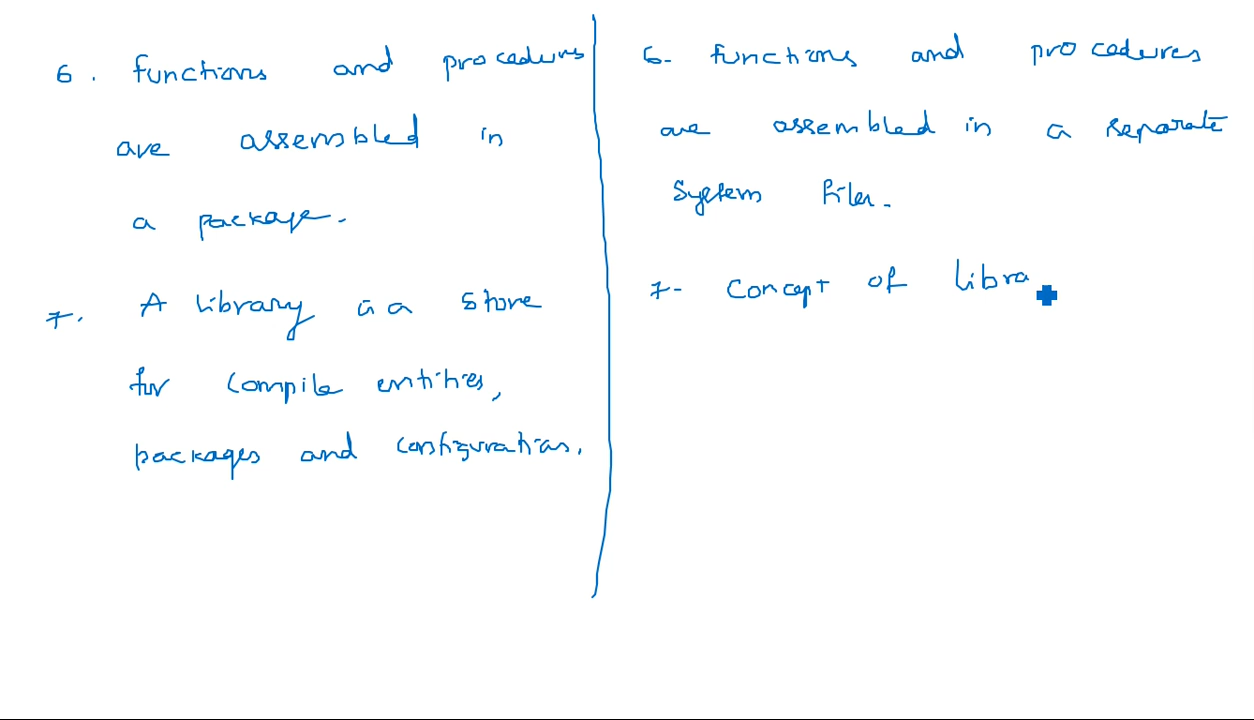 6. functions and procedures
are assembled in
a package.
7. A library is a store
for compile entities,
packages and configurations.
6- functions and procedures
are assembled in a separate
system files.
7- Concept of libra